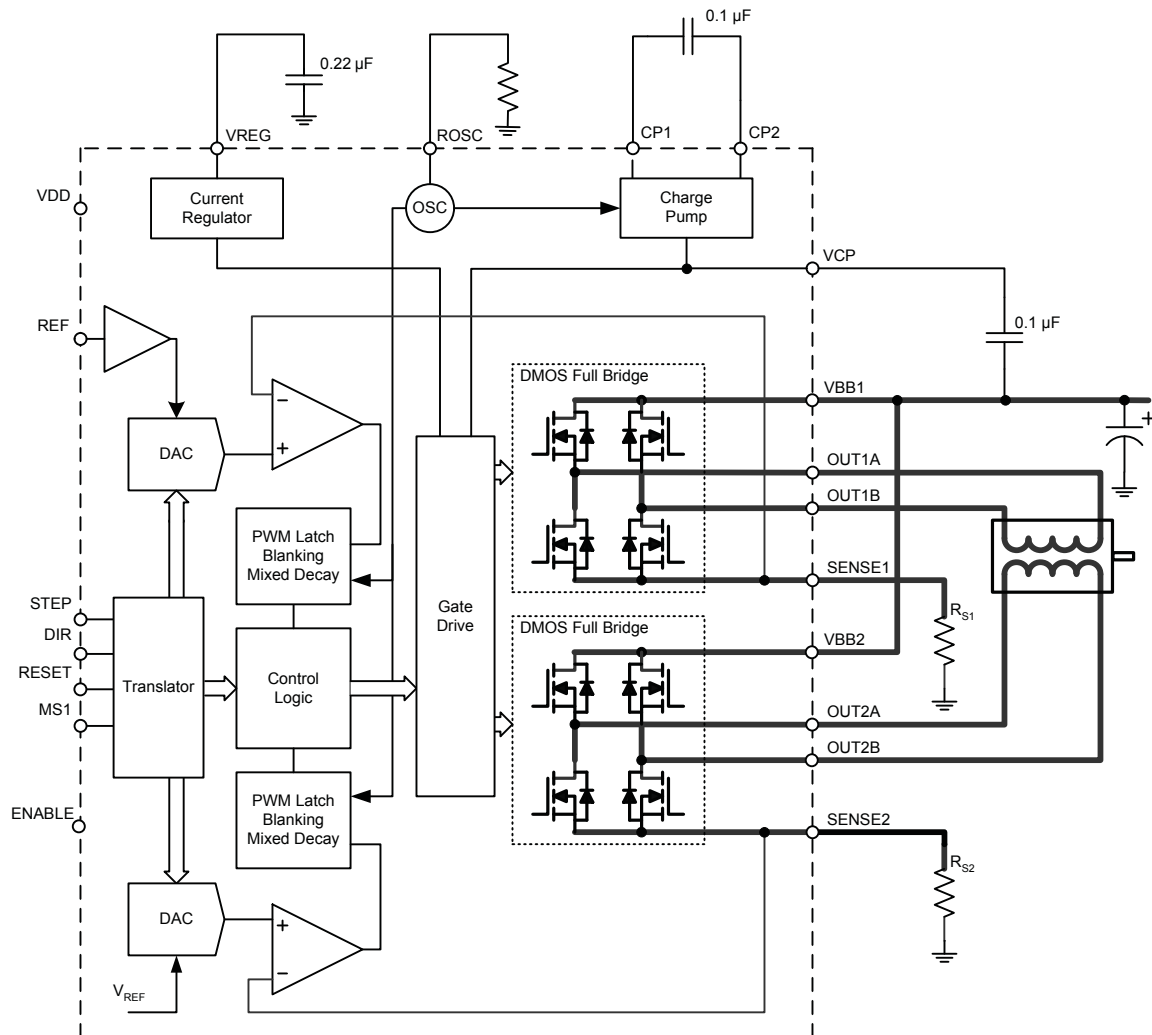 0.1 µF
0.22 µF
VREG
ROSC
CP1
CP2
VDD
Current
Regulator
OSC
Charge
Pump
VCP
REF
0.1 µF
DMOS Full Bridge
VBB1
+
−
+
DAC
OUT1A
OUT1B
PWM Latch
Blanking
Mixed Decay
SENSE1
STEP
DIR
RESET
MS1
Translator
Control
Logic
Gate
Drive
RS1
DMOS Full Bridge
VBB2
OUT2A
OUT2B
ENABLE
PWM Latch
Blanking
Mixed Decay
SENSE2
RS2
DAC
+
−
VREF